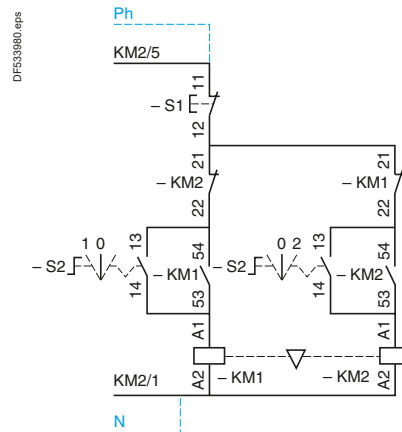 DF533980.eps
Ph
KM2/5
11
– S1
12
21
– KM2
22
21
– KM1
22
1 0
13
– S2
14
54
– KM1
53
0 2
13
– S2
14
54
– KM2
53
A1
A2
– KM1
A1
A2
– KM2
KM2/1
N